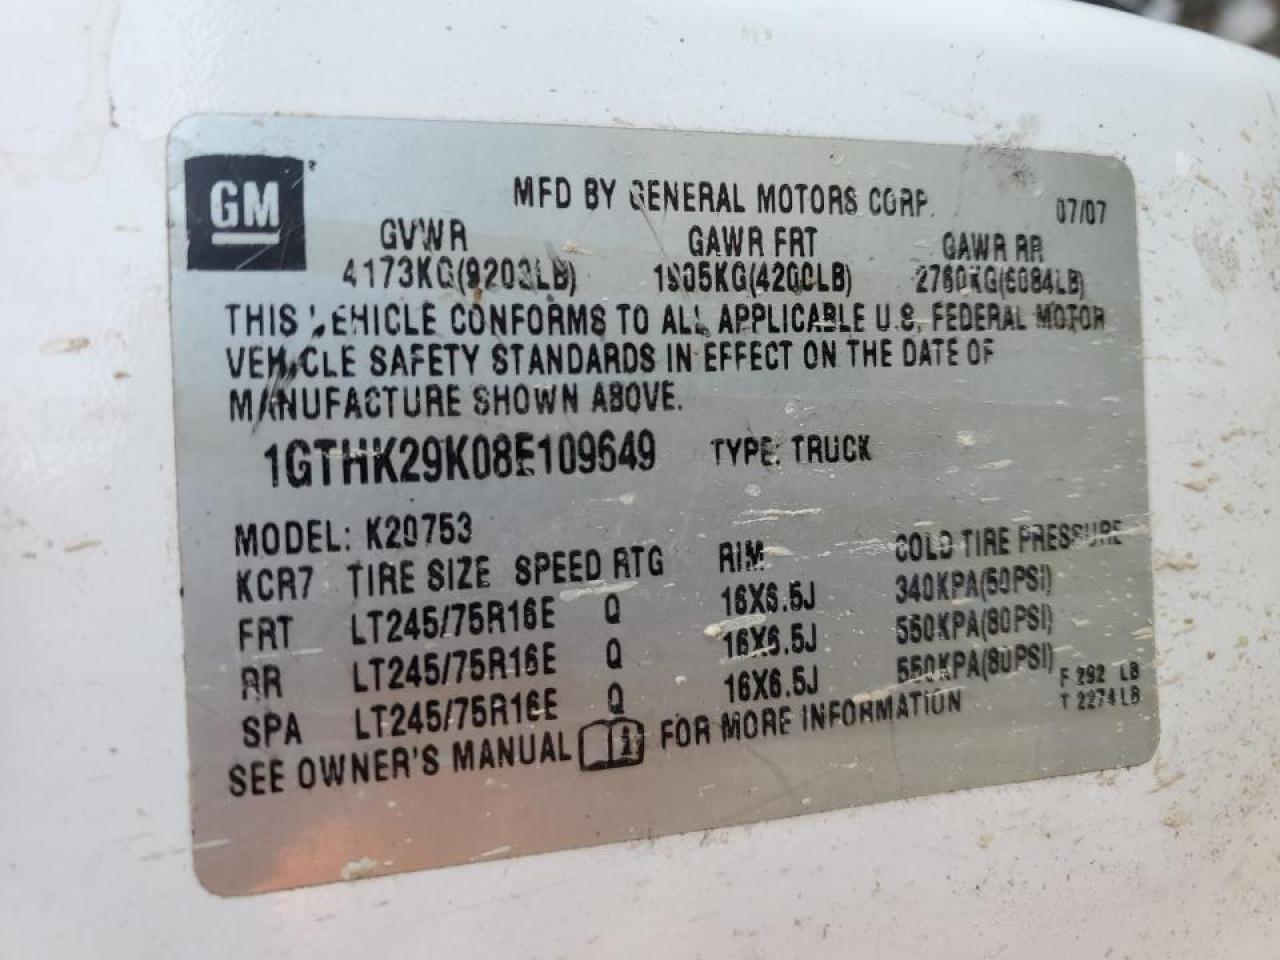 GM
MFD BY GENERAL MOTORS CORP. 07/07
GVWR GAWR FRT GAWR RR
4173KG(9200LB) 1905KG(4200LB) 2760KG(6084LB)
THIS VEHICLE CONFORMS TO ALL APPLICABLE U.S. FEDERAL MOTOR
VEHICLE SAFETY STANDARDS IN EFFECT ON THE DATE OF
MANUFACTURE SHOWN ABOVE.
1GTHK29K08E109649 TYPE: TRUCK
MODEL: K20753
KCR7 TIRE SIZE SPEED RTG RIM COLD TIRE PRESSURE
FRT LT245/75R16E Q 16X6.5J 340KPA(50PSI)
RR LT245/75R16E Q 16X6.5J 550KPA(80PSI)
SPA LT245/75R16E Q 16X6.5J 550KPA(80PSI)
F 292 LB
T 2274LB
SEE OWNER'S MANUAL FOR MORE INFORMATION